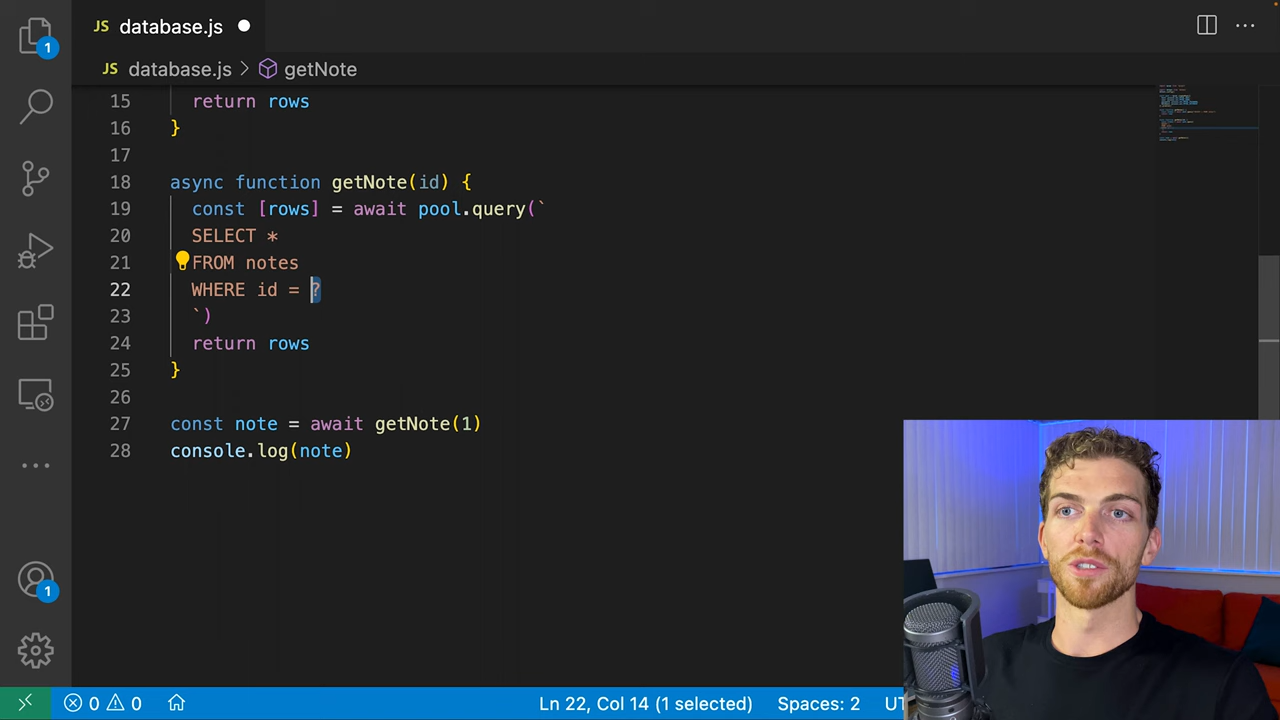 JS database.js
1
JS database.js > getNote
15 return rows
16 }
17
18 async function getNote(id) {
19 const [rows] = await pool.query(`
20 SELECT *
21 FROM notes
22 WHERE id = ?
23 `)
24 return rows
25 }
26
27 const note = await getNote(1)
28 console.log(note)
1
0 0 Ln 22, Col 14 (1 selected) Spaces: 2 UT